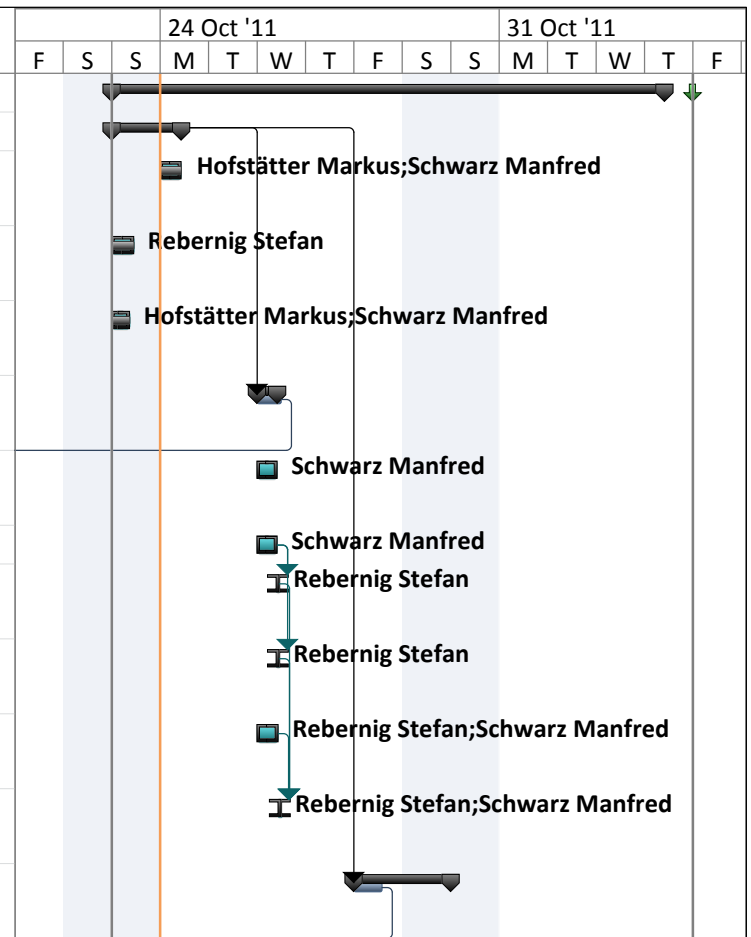 24 Oct '11 31 Oct '11
F S S M T W T F S S M T W T F
Hofstätter Markus;Schwarz Manfred
Rebernig Stefan
Hofstätter Markus;Schwarz Manfred
Schwarz Manfred
Schwarz Manfred
Rebernig Stefan
Rebernig Stefan
Rebernig Stefan;Schwarz Manfred
Rebernig Stefan;Schwarz Manfred